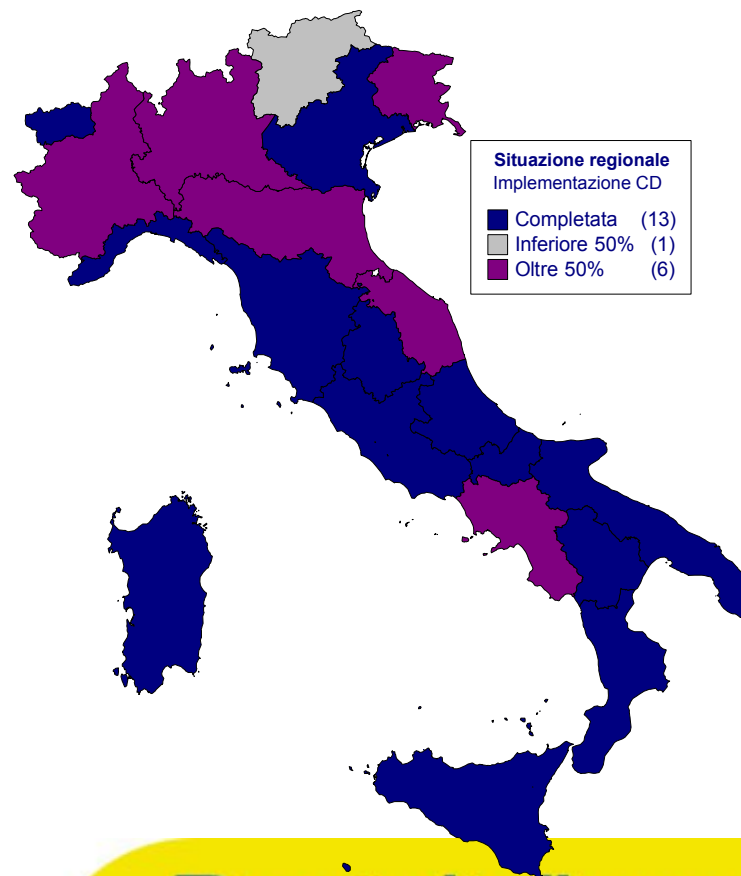 Situazione regionale
Implementazione CD
Completata (13)
Inferiore 50% (1)
Oltre 50% (6)